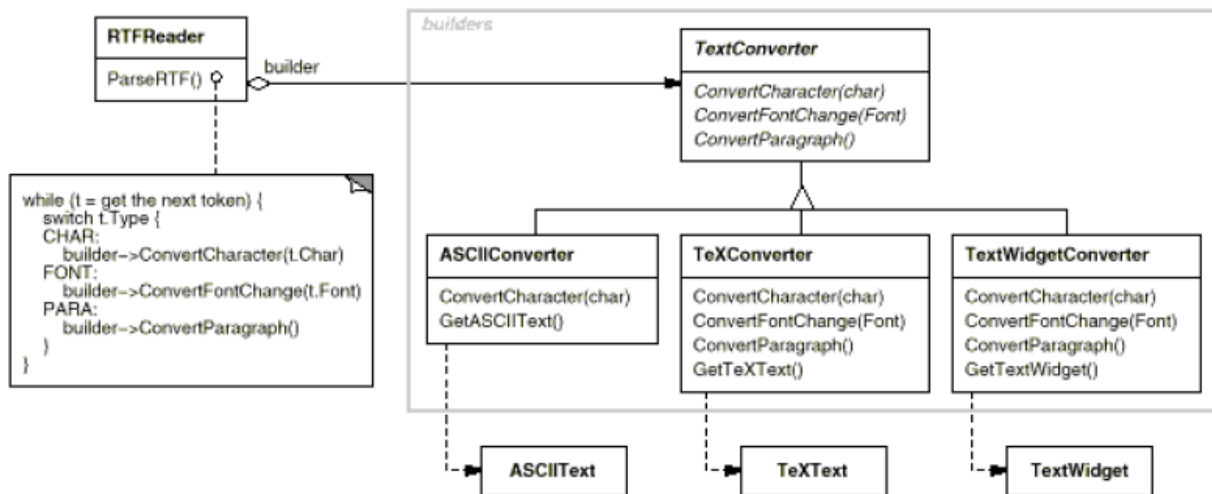 builders
RTFReader
ParseRTF()
builder
TextConverter
ConvertCharacter(char)
ConvertFontChange(Font)
ConvertParagraph()
while (t = get the next token) {
switch t.Type {
CHAR:
builder->ConvertCharacter(t.Char)
FONT:
builder->ConvertFontChange(t.Font)
PARA:
builder->ConvertParagraph()
}
}
ASCIIConverter
ConvertCharacter(char)
GetASCIIText()
TeXConverter
ConvertCharacter(char)
ConvertFontChange(Font)
ConvertParagraph()
GetTeXText()
TextWidgetConverter
ConvertCharacter(char)
ConvertFontChange(Font)
ConvertParagraph()
GetTextWidget()
ASCIIText
TeXText
TextWidget